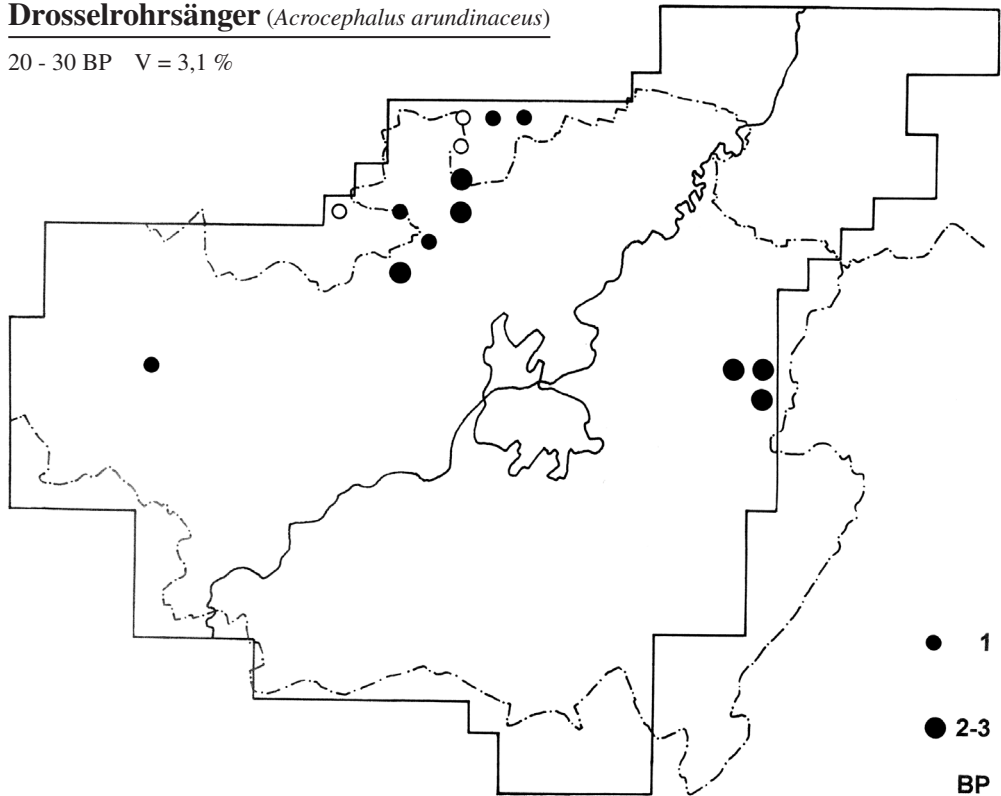 Drosselrohrsänger (Acrocephalus arundinaceus)
20 - 30 BP V = 3,1 %
1
2-3
BP